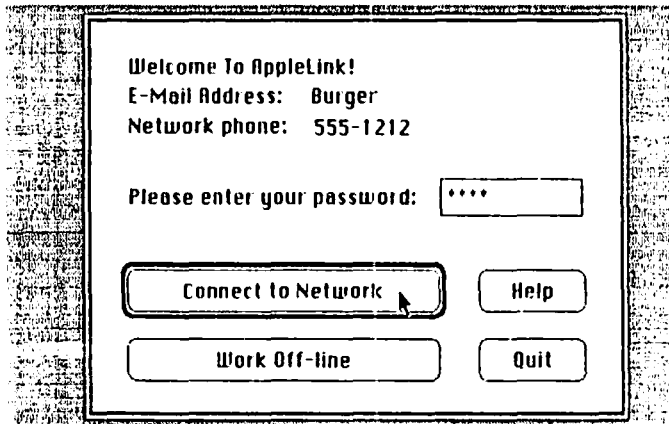 Welcome To AppleLink!
E-Mail Address: Burger
Network phone: 555-1212
Please enter your password: ****
Connect to Network
Help
Work Off-line
Quit